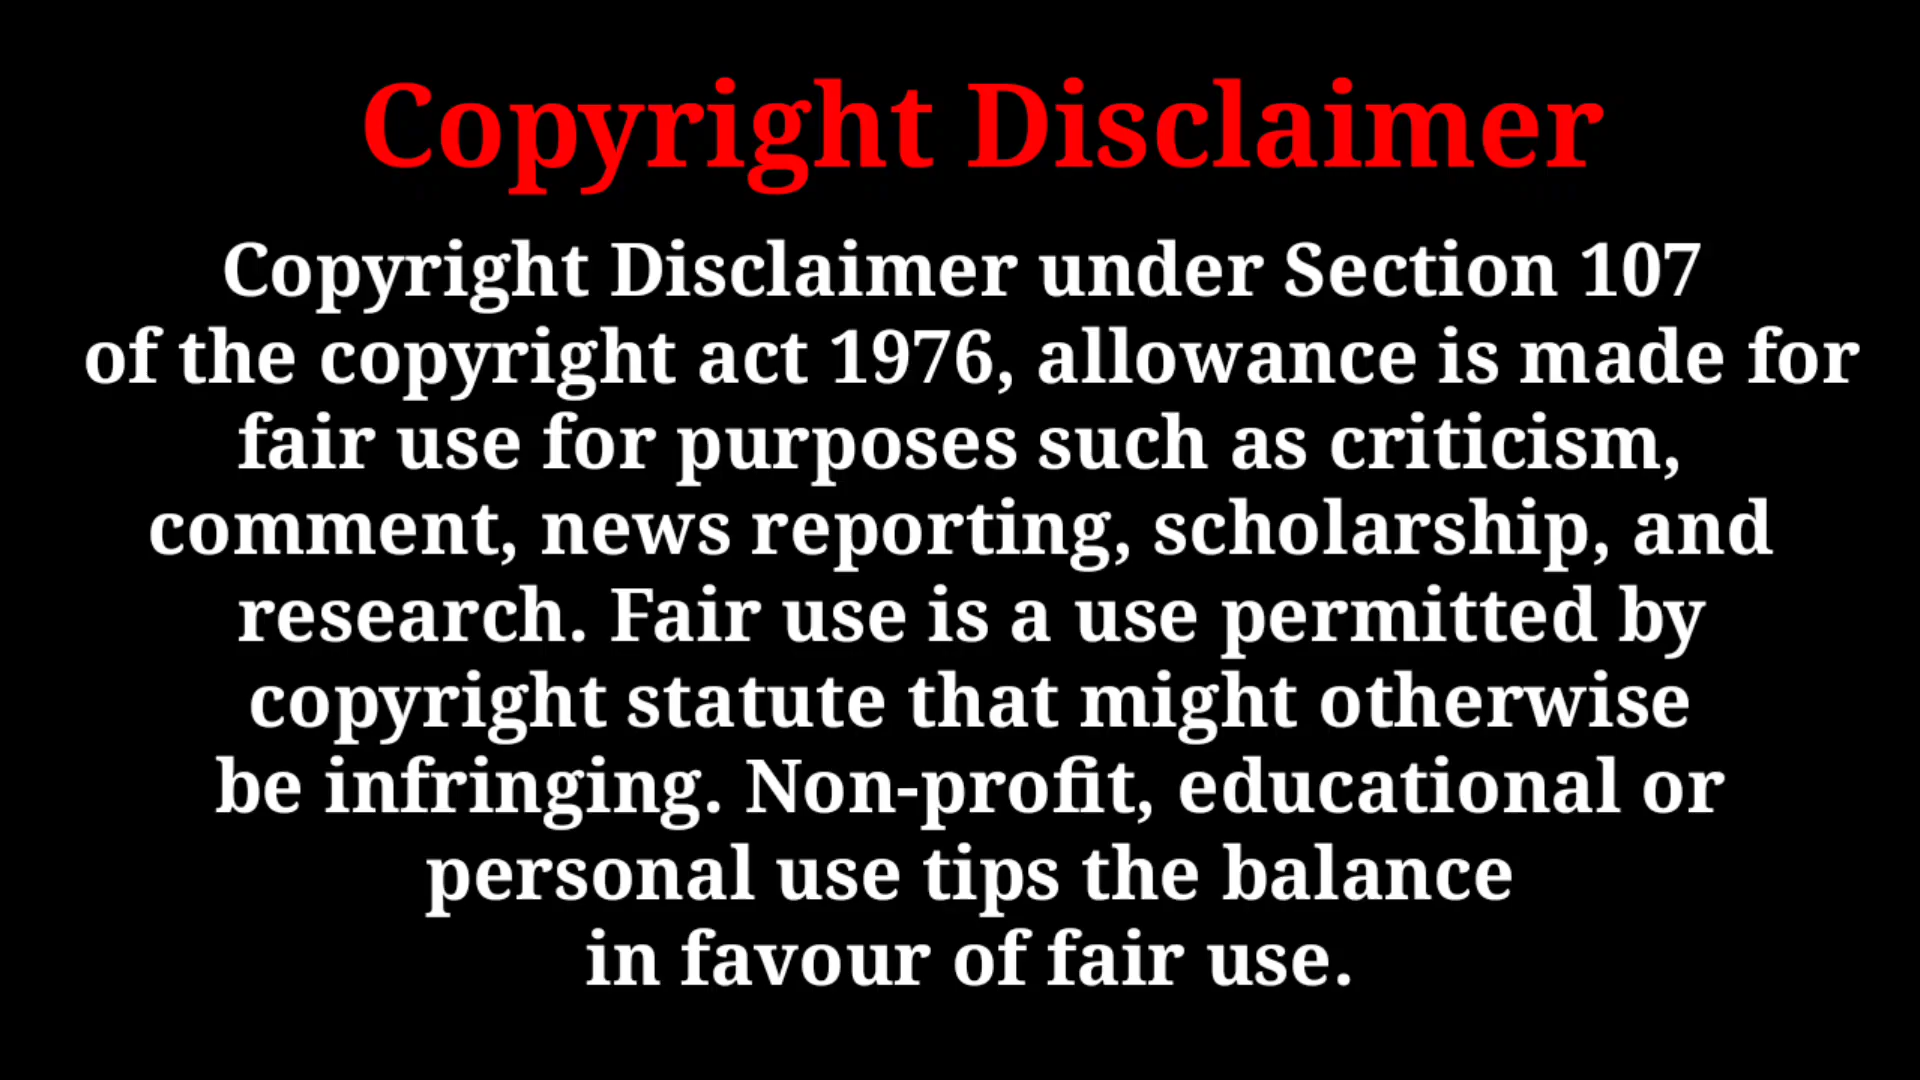 Copyright Disclaimer
Copyright Disclaimer under Section 107
of the copyright act 1976, allowance is made for
fair use for purposes such as criticism,
comment, news reporting, scholarship, and
research. Fair use is a use permitted by
copyright statute that might otherwise
be infringing. Non-profit, educational or
personal use tips the balance
in favour of fair use.